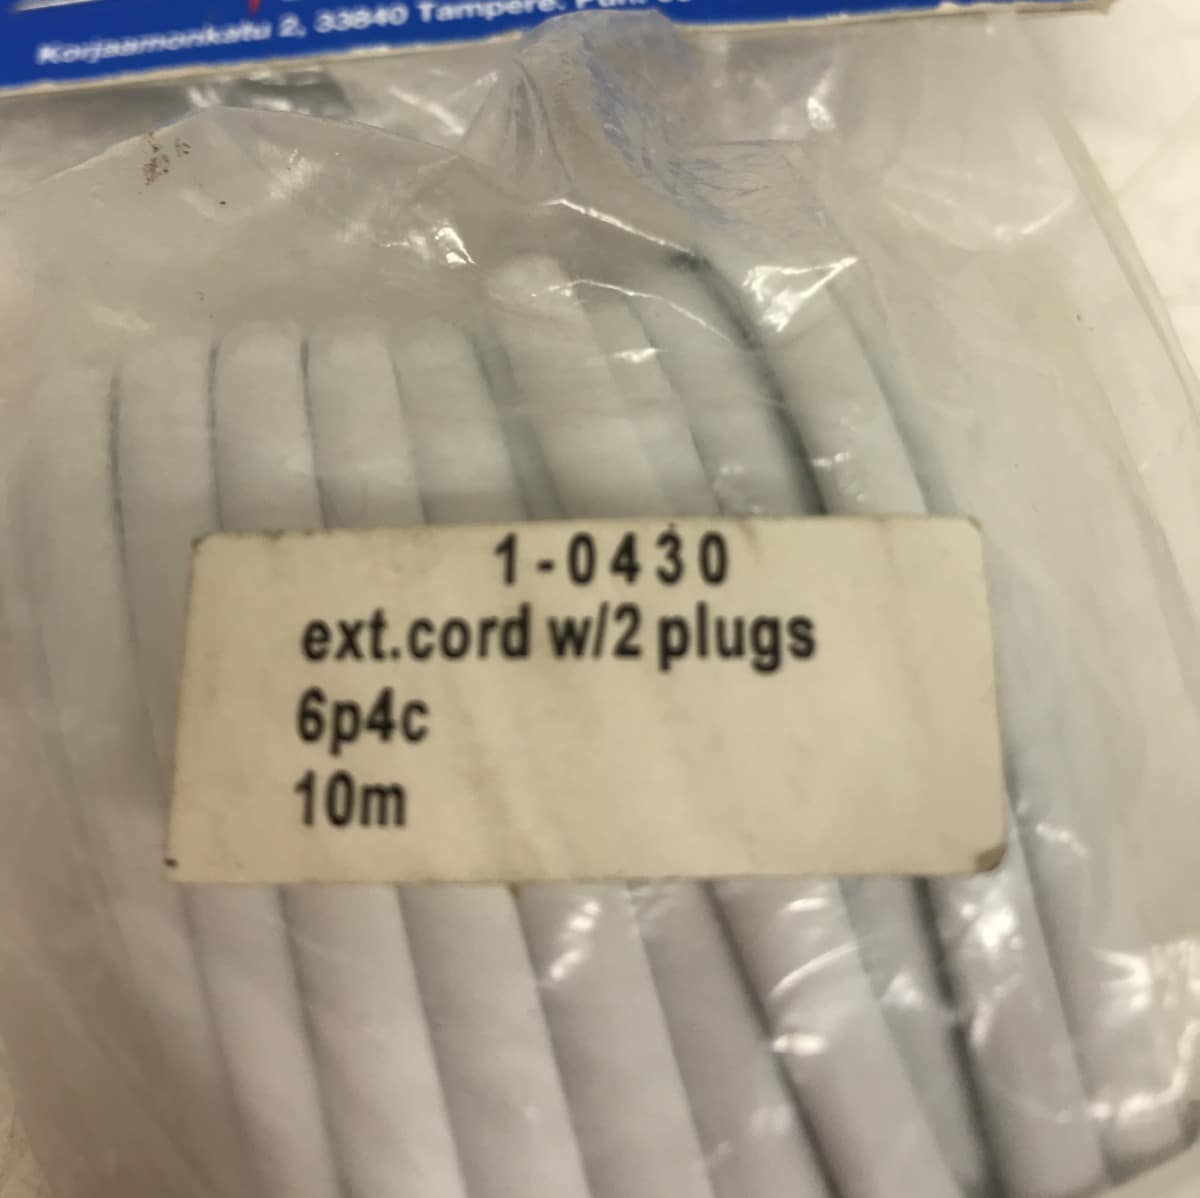 Korjaamonkatu 2, 33840 Tampere.
1-0430
ext.cord w/2 plugs
6p4c
10m